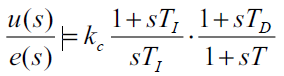 u(s)/e(s) ⊨ k_c (1+sT_I)/(sT_I) · (1+sT_D)/(1+sT)